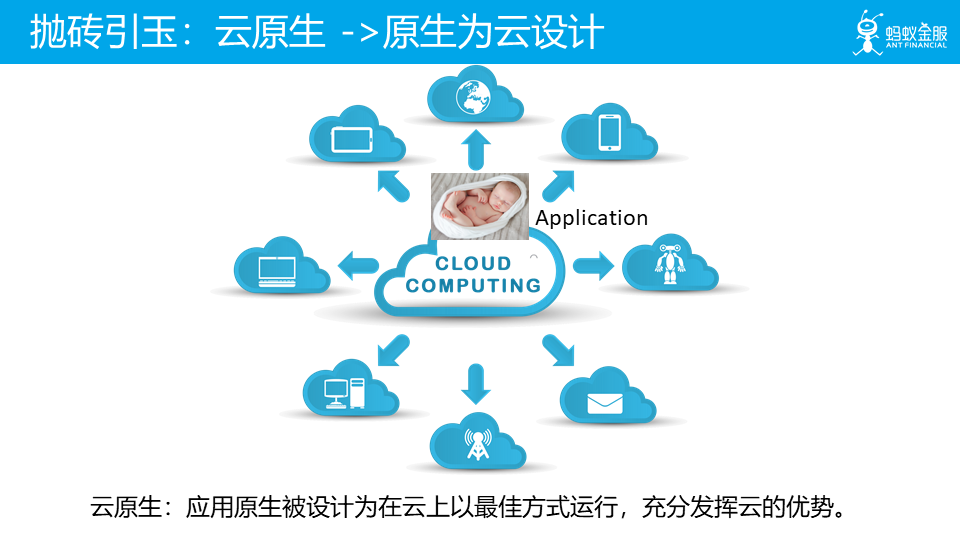 抛砖引玉：云原生 ->原生为云设计
蚂蚁金服
ANT FINANCIAL
Application
CLOUD
COMPUTING
云原生：应用原生被设计为在云上以最佳方式运行，充分发挥云的优势。